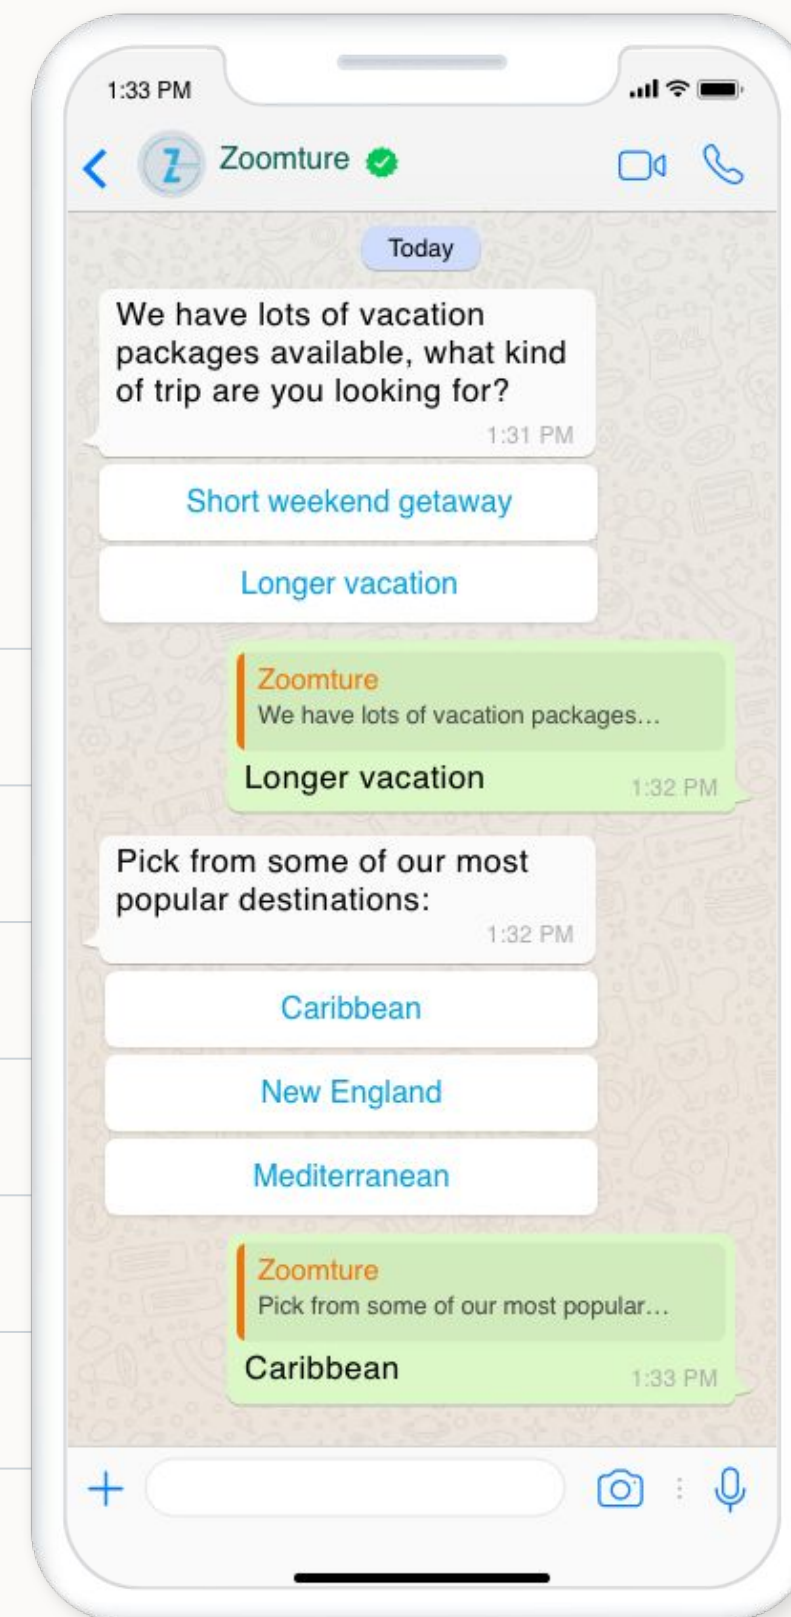 1:33 PM
Zoomture
Today
We have lots of vacation
packages available, what kind
of trip are you looking for?
1:31 PM
Short weekend getaway
Longer vacation
Zoomture
We have lots of vacation packages...
Longer vacation 1:32 PM
Pick from some of our most
popular destinations:
1:32 PM
Caribbean
New England
Mediterranean
Zoomture
Pick from some of our most popular...
Caribbean 1:33 PM